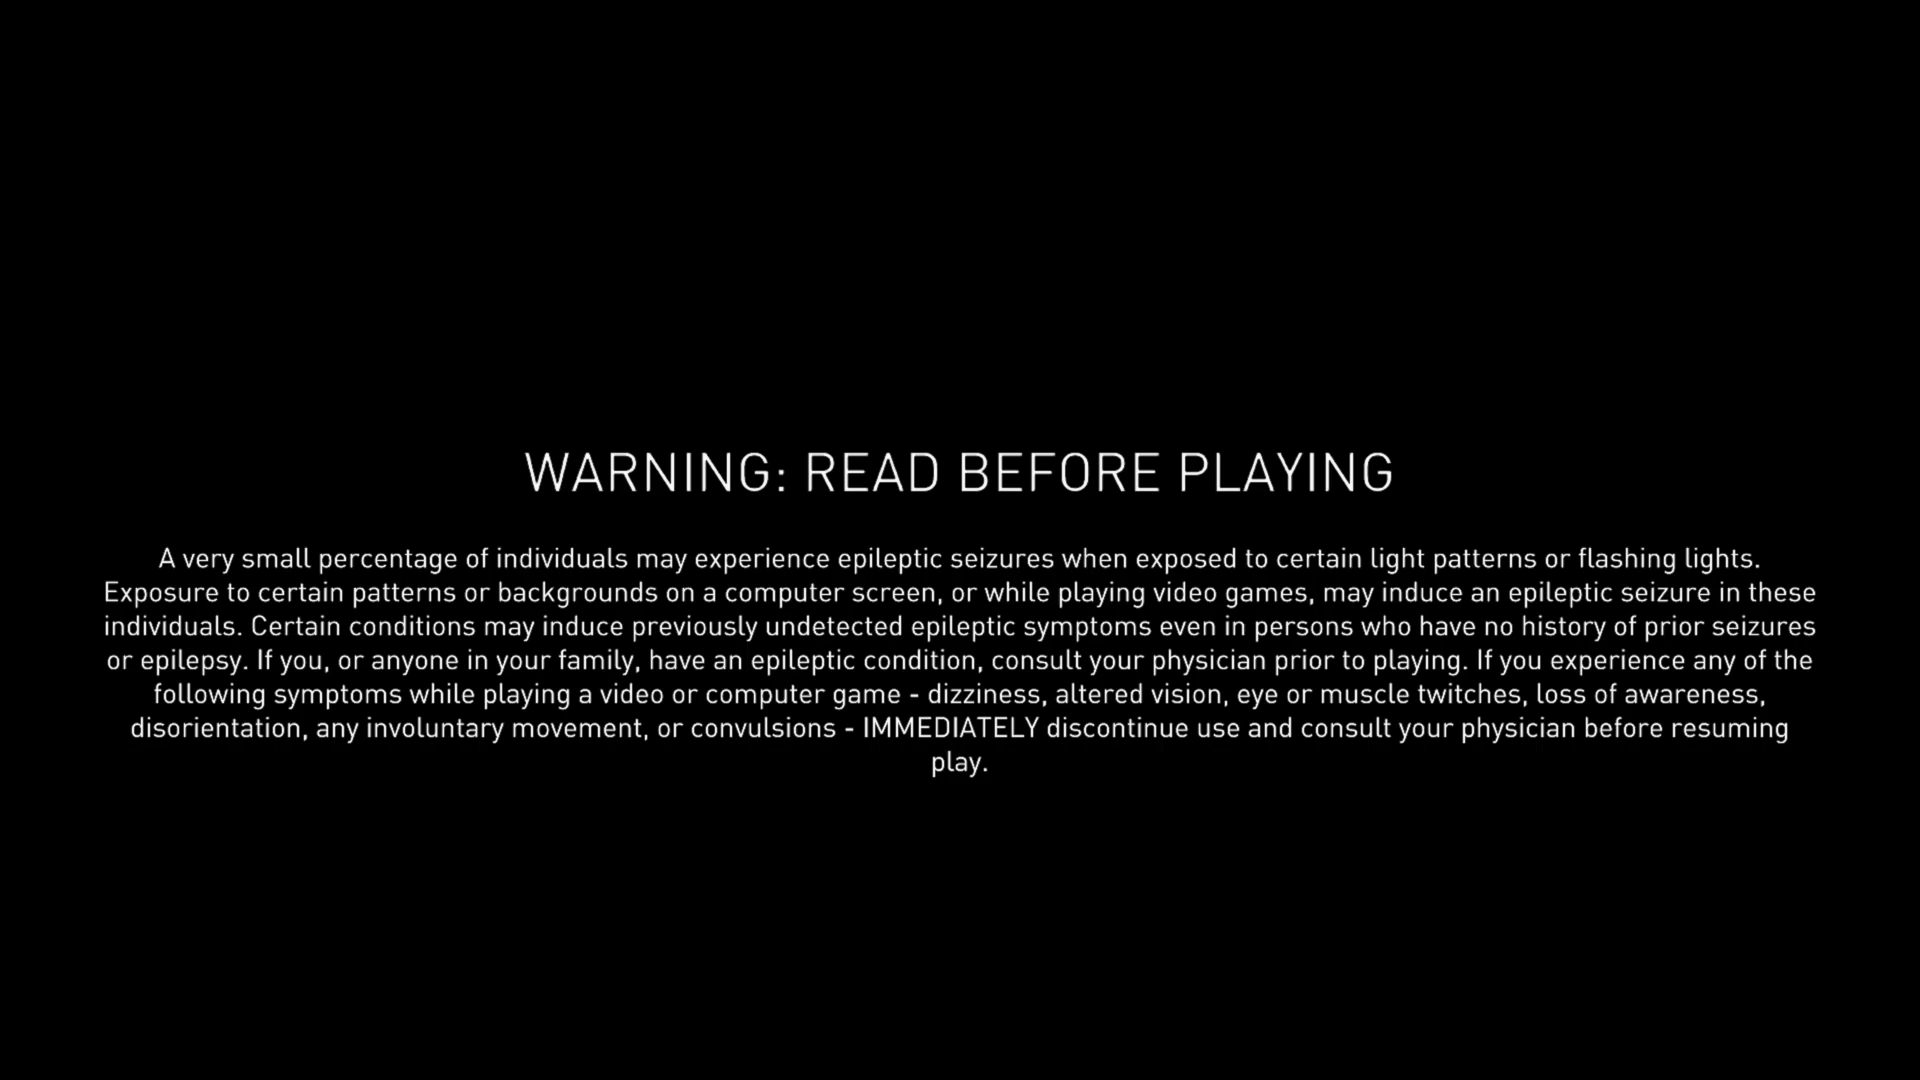 WARNING: READ BEFORE PLAYING
A very small percentage of individuals may experience epileptic seizures when exposed to certain light patterns or flashing lights.
Exposure to certain patterns or backgrounds on a computer screen, or while playing video games, may induce an epileptic seizure in these
individuals. Certain conditions may induce previously undetected epileptic symptoms even in persons who have no history of prior seizures
or epilepsy. If you, or anyone in your family, have an epileptic condition, consult your physician prior to playing. If you experience any of the
following symptoms while playing a video or computer game - dizziness, altered vision, eye or muscle twitches, loss of awareness,
disorientation, any involuntary movement, or convulsions - IMMEDIATELY discontinue use and consult your physician before resuming
play.